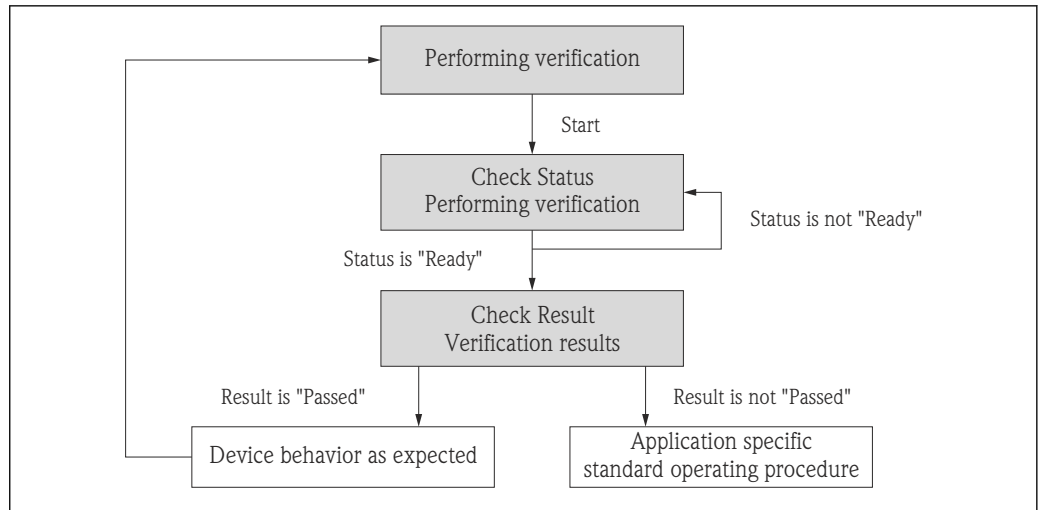 Performing verification
Start
Check Status
Performing verification
Status is not "Ready"
Status is "Ready"
Check Result
Verification results
Result is "Passed"
Result is not "Passed"
Device behavior as expected
Application specific
standard operating procedure